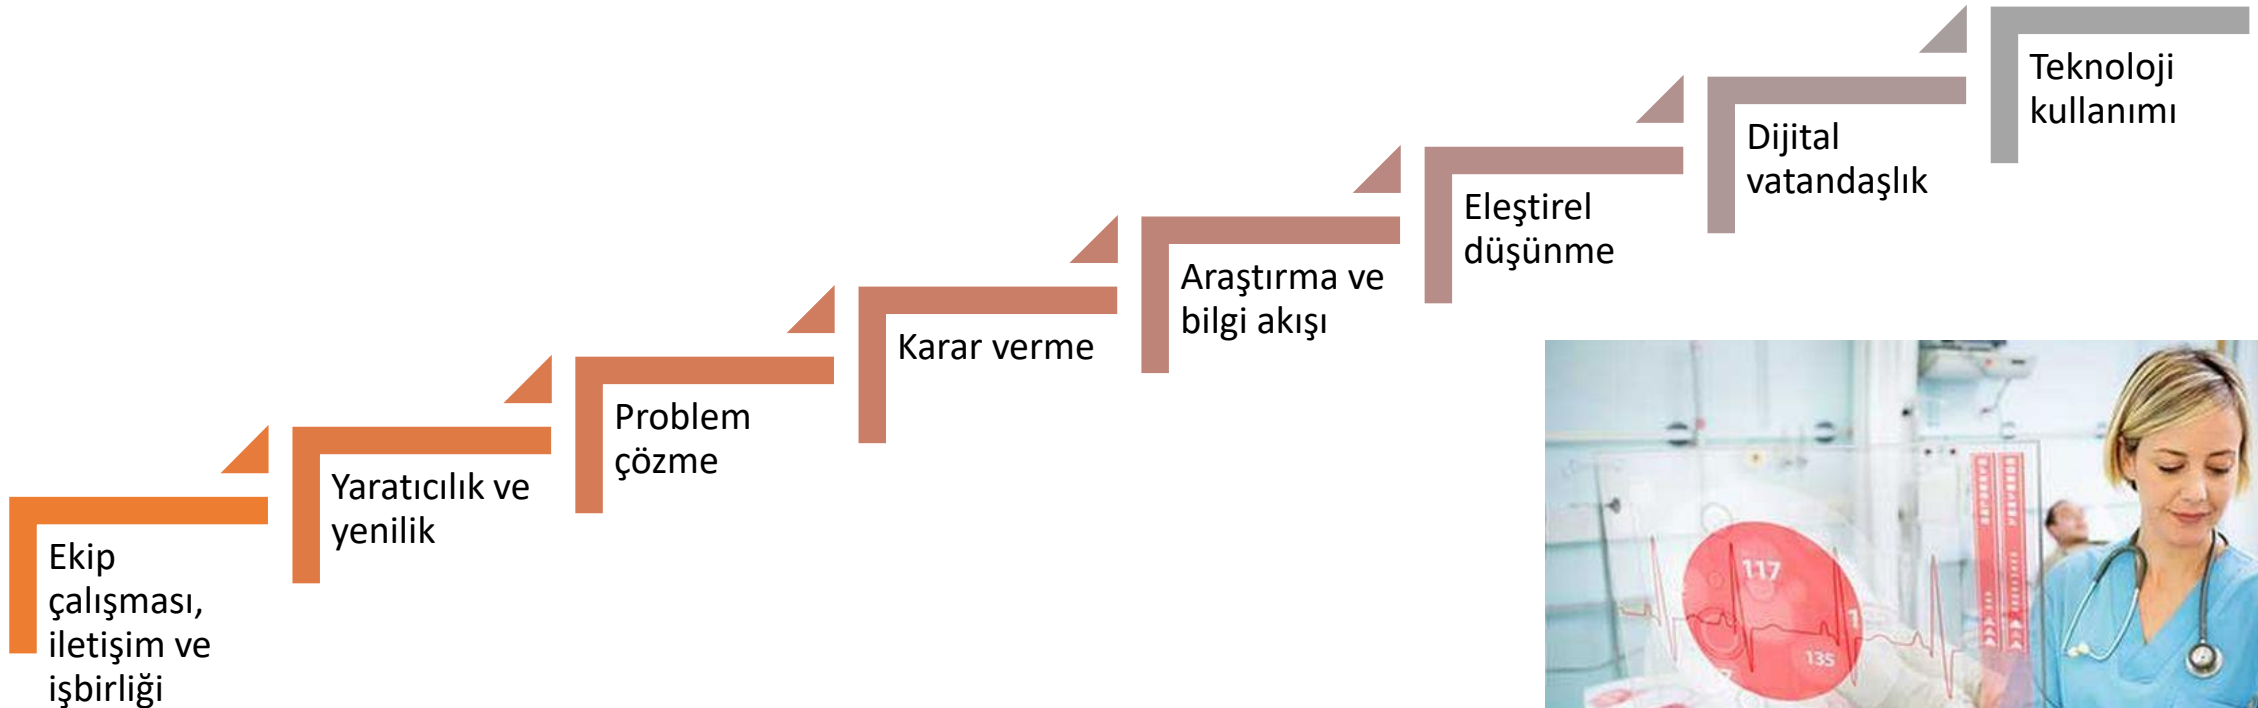 Ekip
çalışması,
iletişim ve
işbirliği
Yaratıcılık ve
yenilik
Problem
çözme
Karar verme
Araştırma ve
bilgi akışı
Eleştirel
düşünme
Dijital
vatandaşlık
Teknoloji
kullanımı
117
135